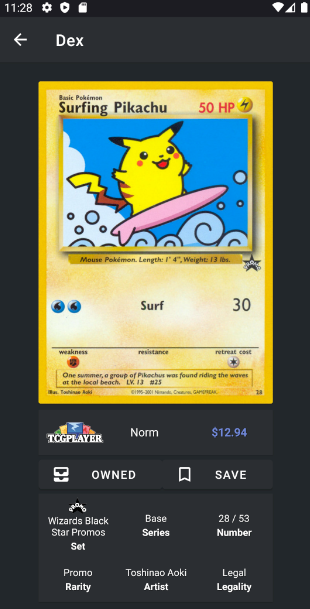 11:28
Dex
Basic Pokémon
Surfing Pikachu 50 HP
PROMO
Mouse Pokémon. Length: 1' 4", Weight: 13 lbs.
Surf 30
weakness resistance retreat cost
One summer, a group of Pikachus was found riding the waves
at the local beach. LV. 13 #25
Illus. Toshinao Aoki ©1995-2001 Nintendo, Creatures, GAMEFREAK. 28
TCGPLAYER Norm $12.94
OWNED SAVE
PROMO
Wizards Black
Star Promos
Set
Base
Series
28 / 53
Number
Promo
Rarity
Toshinao Aoki
Artist
Legal
Legality